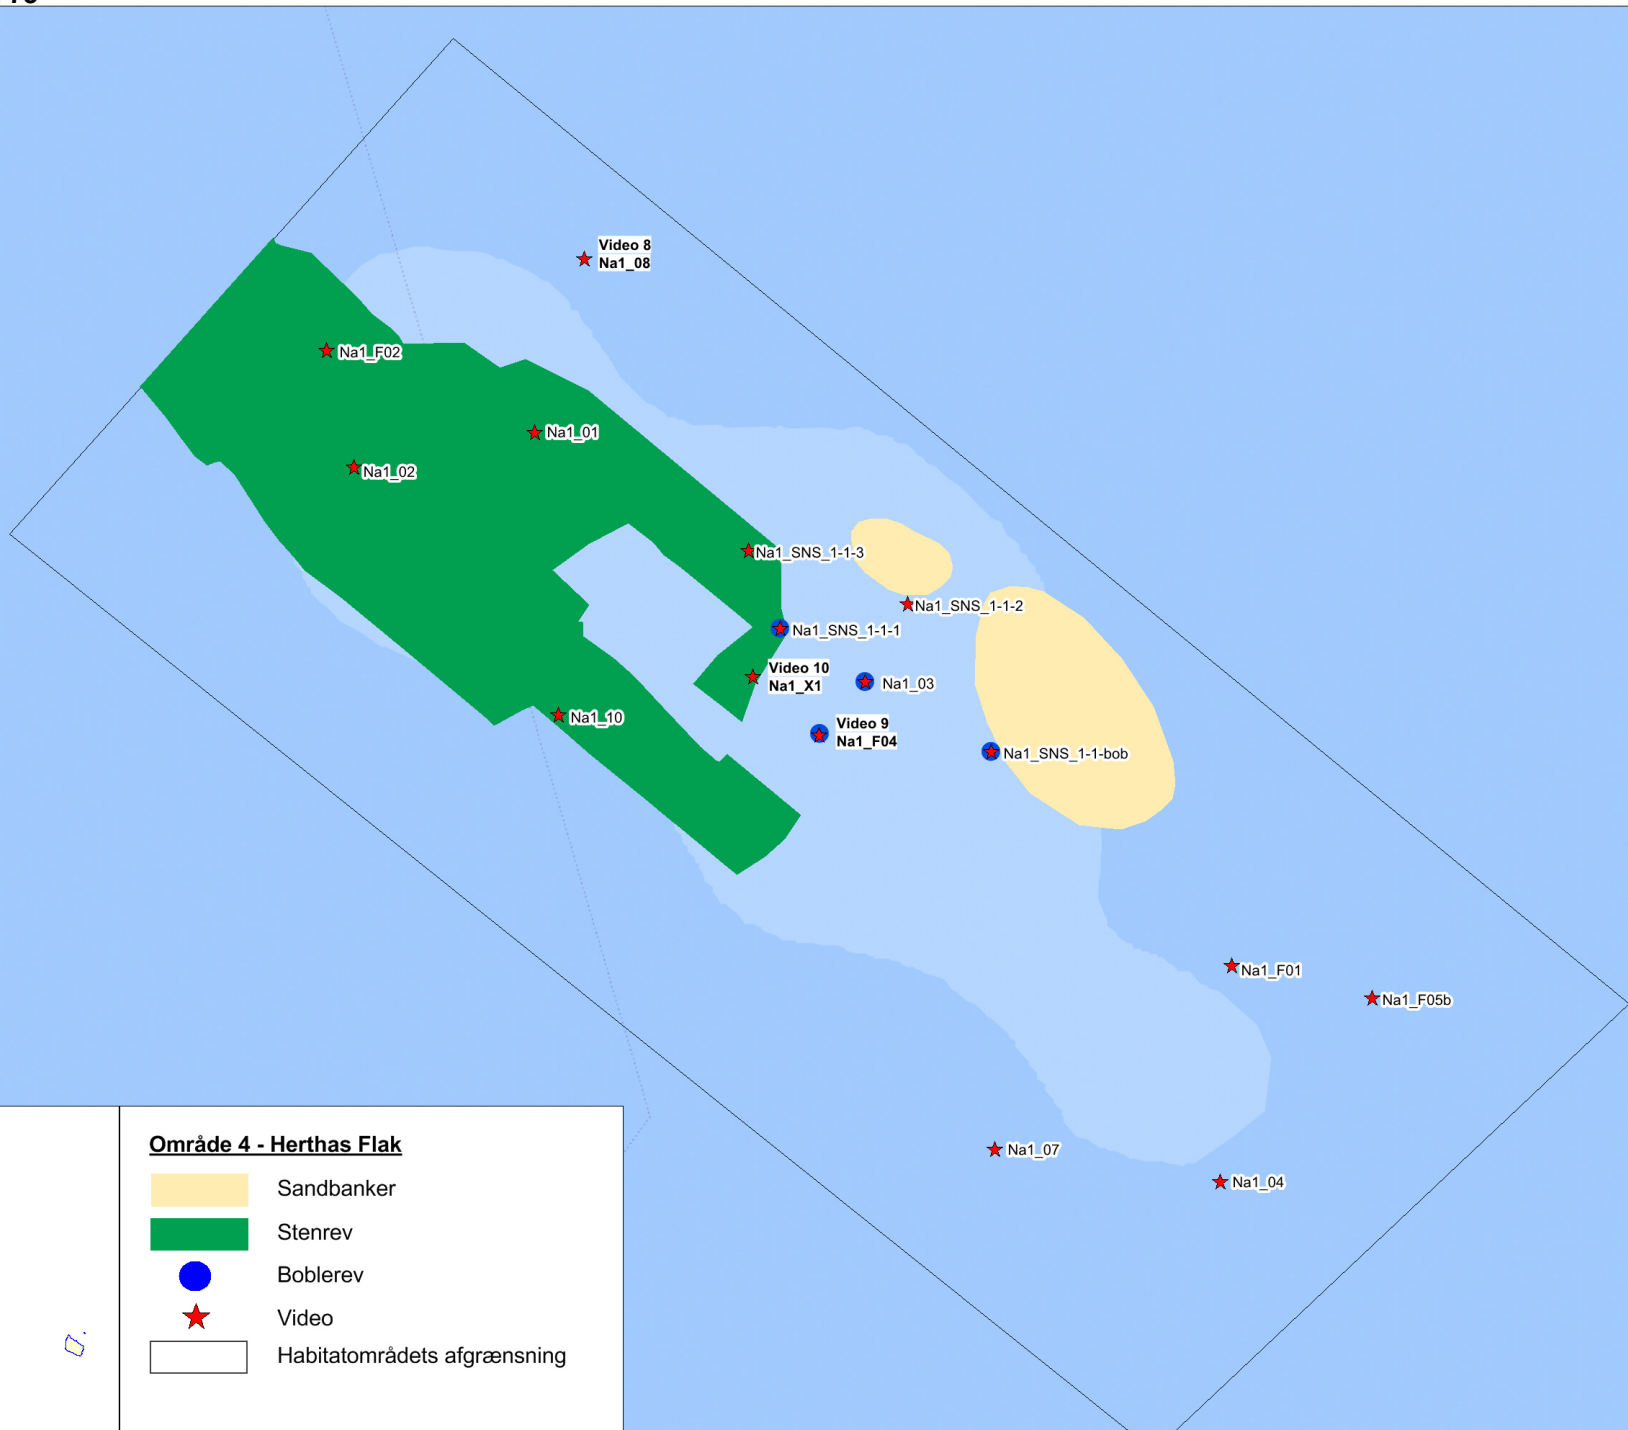 Video 8
Na1_08
Na1_F02
Na1_01
Na1_02
Na1_SNS_1-1-3
Na1_SNS_1-1-2
Na1_SNS_1-1-1
Video 10
Na1_X1
Na1_03
Na1_10
Video 9
Na1_F04
Na1_SNS_1-1-bob
Na1_F01
Na1_F05b
Na1_07
Na1_04
Område 4 - Herthas Flak
Sandbanker
Stenrev
Boblerev
Video
Habitatområdets afgrænsning